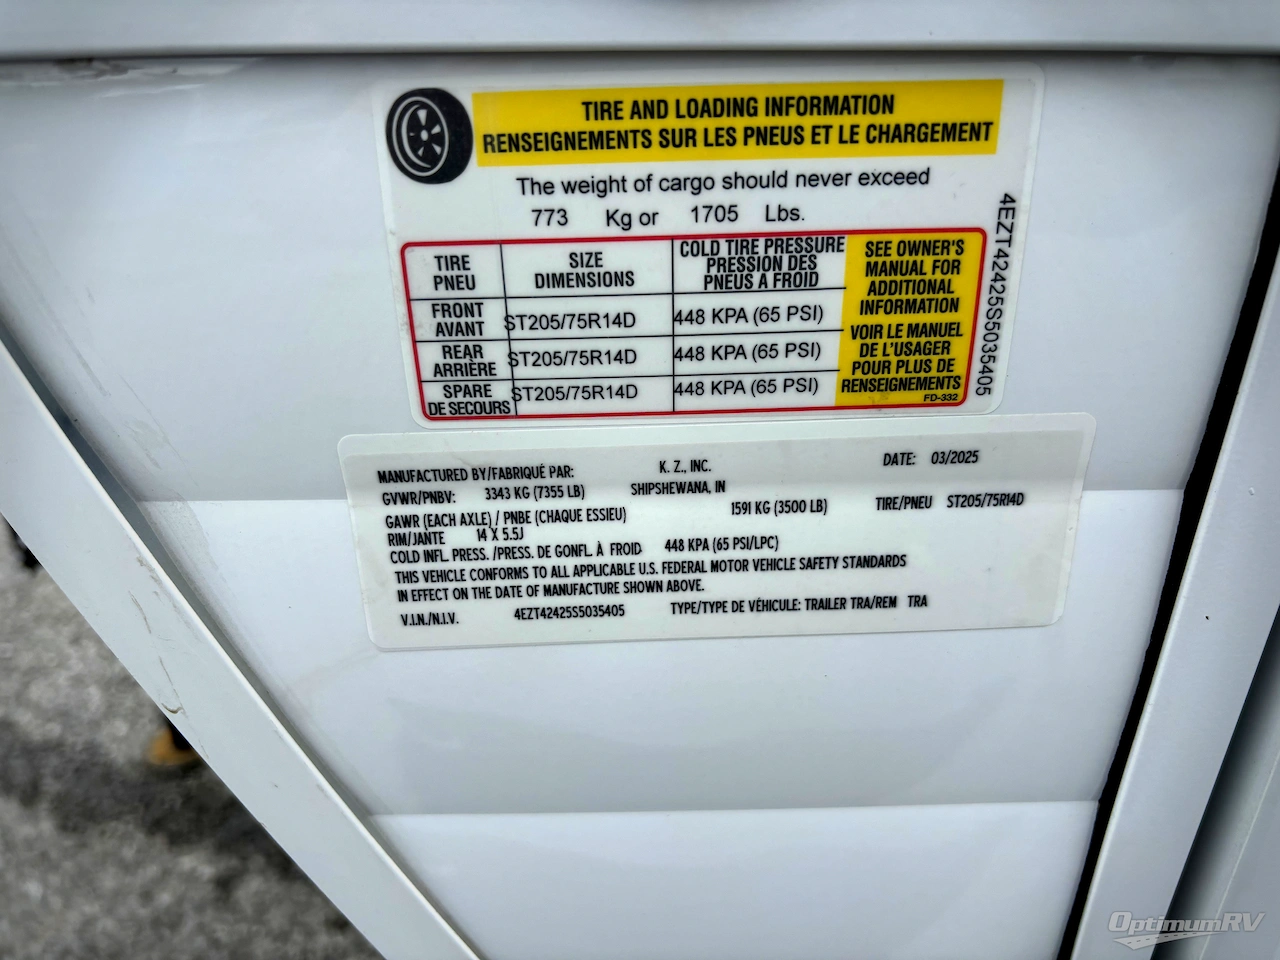 TIRE AND LOADING INFORMATION
RENSEIGNEMENTS SUR LES PNEUS ET LE CHARGEMENT
The weight of cargo should never exceed
773 Kg or 1705 Lbs.
TIRE PNEU SIZE DIMENSIONS COLD TIRE PRESSURE PRESSION DES PNEUS A FROID
FRONT AVANT ST205/75R14D 448 KPA (65 PSI)
REAR ARRIÈRE ST205/75R14D 448 KPA (65 PSI)
SPARE DE SECOURS ST205/75R14D 448 KPA (65 PSI)
SEE OWNER'S
MANUAL FOR
ADDITIONAL
INFORMATION
VOIR LE MANUEL
DE L'USAGER
POUR PLUS DE
RENSEIGNEMENTS
FD-332
4EZT42425S5035405
MANUFACTURED BY/FABRIQUÉ PAR: K. Z., INC. DATE: 03/2025
GVWR/PNBV: 3343 KG (7355 LB) SHIPSHEWANA, IN
GAWR (EACH AXLE) / PNBE (CHAQUE ESSIEU) 1591 KG (3500 LB) TIRE/PNEU ST205/75R14D
RIM/JANTE 14 X 5.5J
COLD INFL. PRESS. /PRESS. DE GONFL. À FROID 448 KPA (65 PSI/LPC)
THIS VEHICLE CONFORMS TO ALL APPLICABLE U.S. FEDERAL MOTOR VEHICLE SAFETY STANDARDS
IN EFFECT ON THE DATE OF MANUFACTURE SHOWN ABOVE.
V.I.N./N.I.V. 4EZT42425S5035405 TYPE/TYPE DE VÉHICULE: TRAILER TRA/REM TRA
OptimumRV